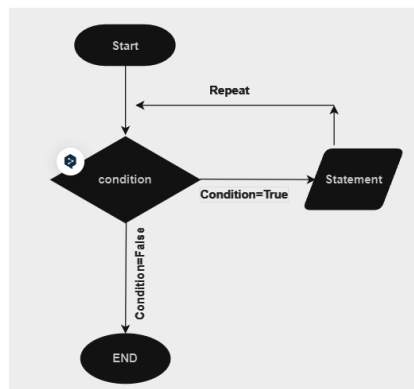 Start
Repeat
condition
Condition=True
Statement
Condition=False
END